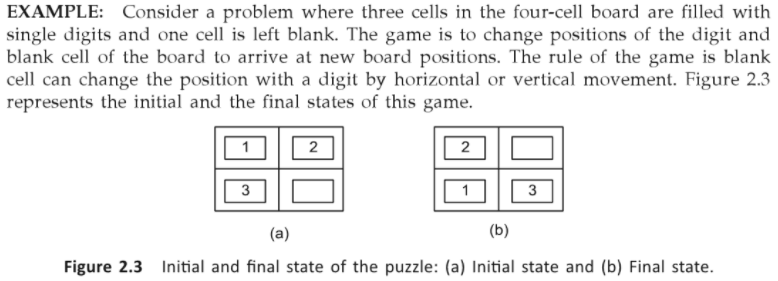 EXAMPLE: Consider a problem where three cells in the four-cell board are filled with
single digits and one cell is left blank. The game is to change positions of the digit and
blank cell of the board to arrive at new board positions. The rule of the game is blank
cell can change the position with a digit by horizontal or vertical movement. Figure 2.3
represents the initial and the final states of this game.
1 2 2
3 1 3
(a) (b)
Figure 2.3 Initial and final state of the puzzle: (a) Initial state and (b) Final state.